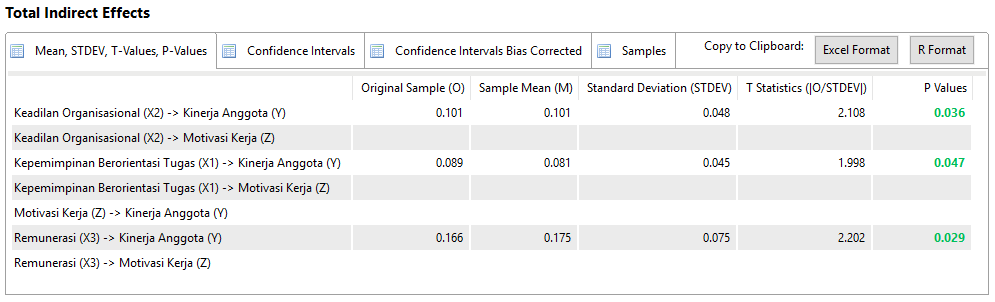 Total Indirect Effects
Mean, STDEV, T-Values, P-Values Confidence Intervals Confidence Intervals Bias Corrected Samples Copy to Clipboard: Excel Format R Format
Original Sample (O) Sample Mean (M) Standard Deviation (STDEV) T Statistics (|O/STDEV|) P Values
Keadilan Organisasional (X2) -> Kinerja Anggota (Y) 0.101 0.101 0.048 2.108 0.036
Keadilan Organisasional (X2) -> Motivasi Kerja (Z)
Kepemimpinan Berorientasi Tugas (X1) -> Kinerja Anggota (Y) 0.089 0.081 0.045 1.998 0.047
Kepemimpinan Berorientasi Tugas (X1) -> Motivasi Kerja (Z)
Motivasi Kerja (Z) -> Kinerja Anggota (Y)
Remunerasi (X3) -> Kinerja Anggota (Y) 0.166 0.175 0.075 2.202 0.029
Remunerasi (X3) -> Motivasi Kerja (Z)